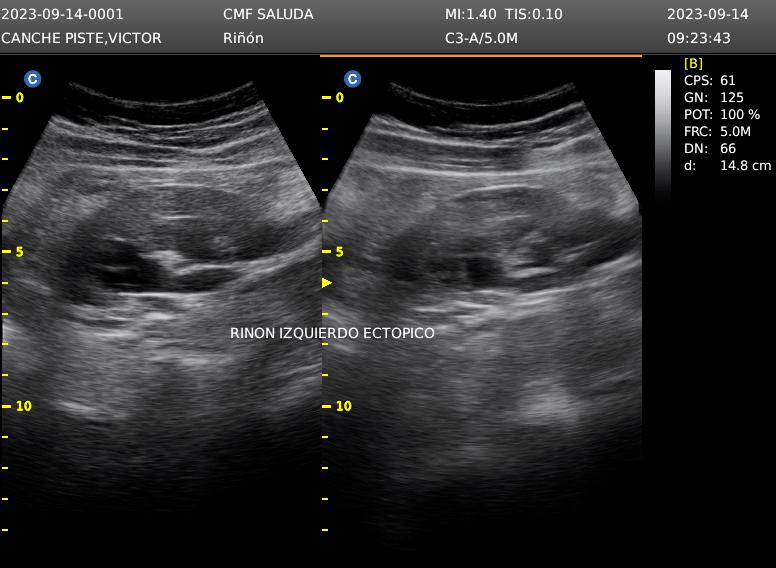 2023-09-14-0001 CMF SALUDA MI:1.40 TIS:0.10 2023-09-14
CANCHE PISTE,VICTOR Riñón C3-A/5.0M 09:23:43
[B]
C C
CPS: 61
0 0
GN: 125
POT: 100 %
FRC: 5.0M
DN: 66
d: 14.8 cm
5 5
RINON IZQUIERDO ECTOPICO
10 10